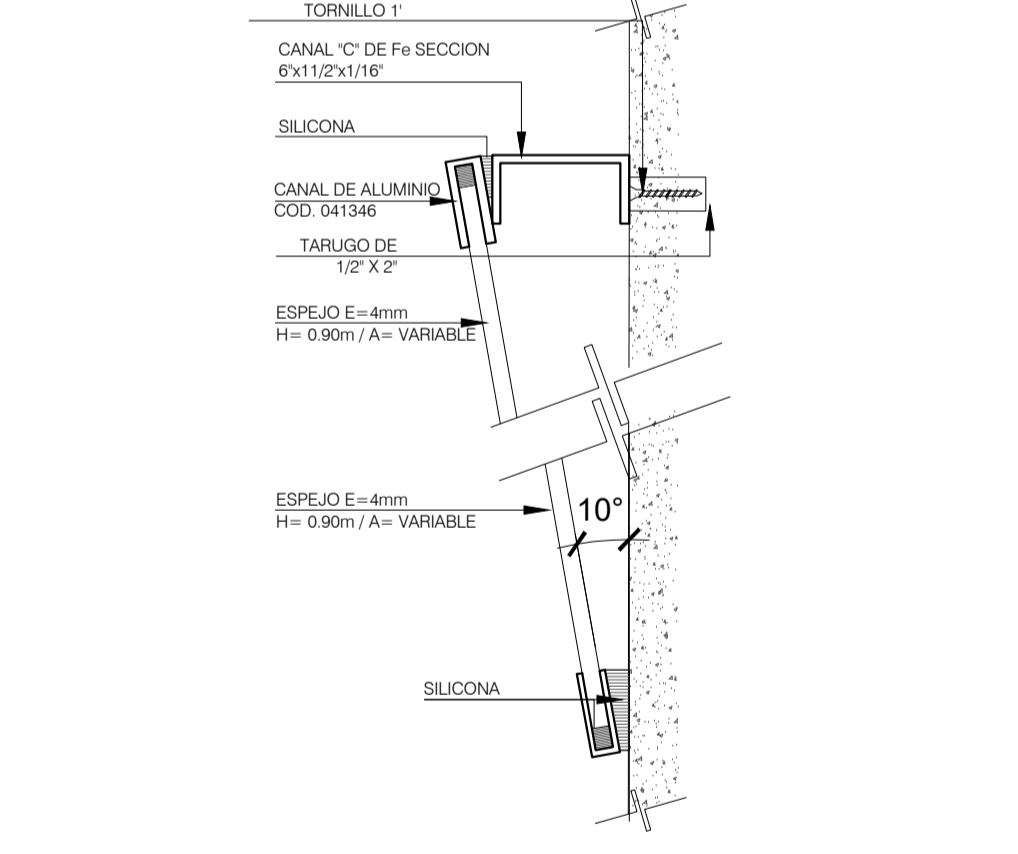 TORNILLO 1'
CANAL "C" DE Fe SECCION
6"x11/2"x1/16"
SILICONA
CANAL DE ALUMINIO
COD. 041346
TARUGO DE
1/2" X 2"
ESPEJO E=4mm
H= 0.90m / A= VARIABLE
ESPEJO E=4mm
H= 0.90m / A= VARIABLE
10°
SILICONA